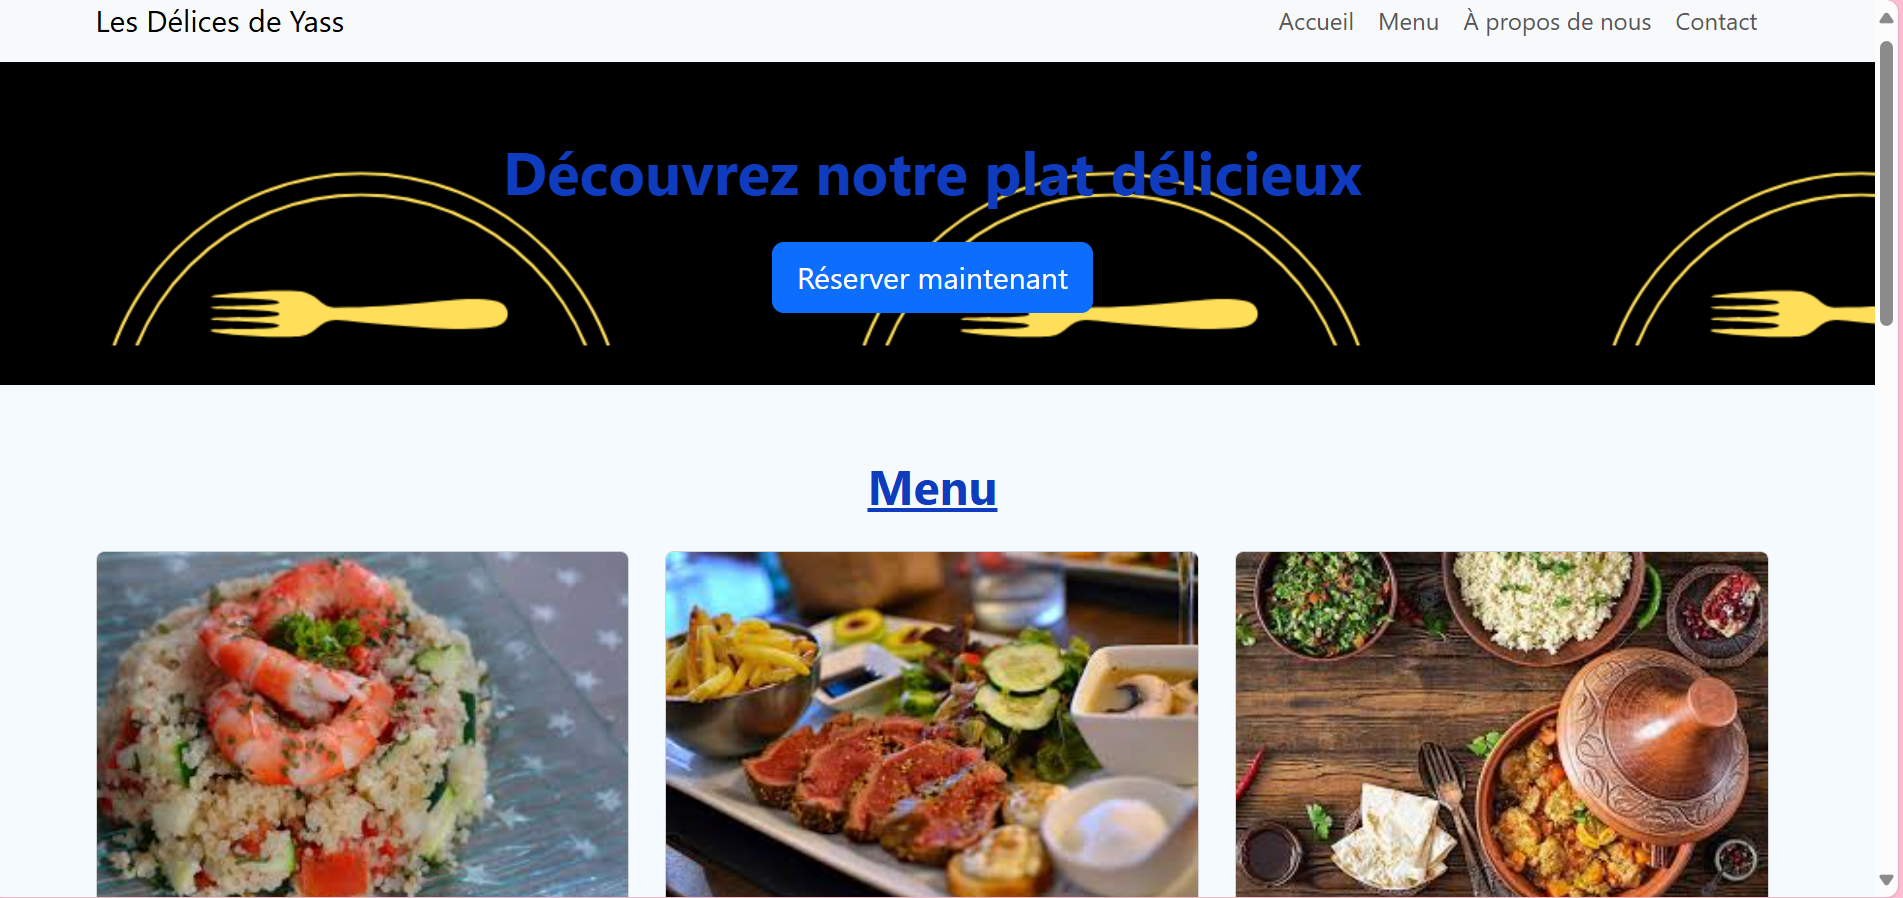 Les Délices de Yass
Accueil Menu À propos de nous Contact
Découvrez notre plat délicieux
Réserver maintenant
Menu